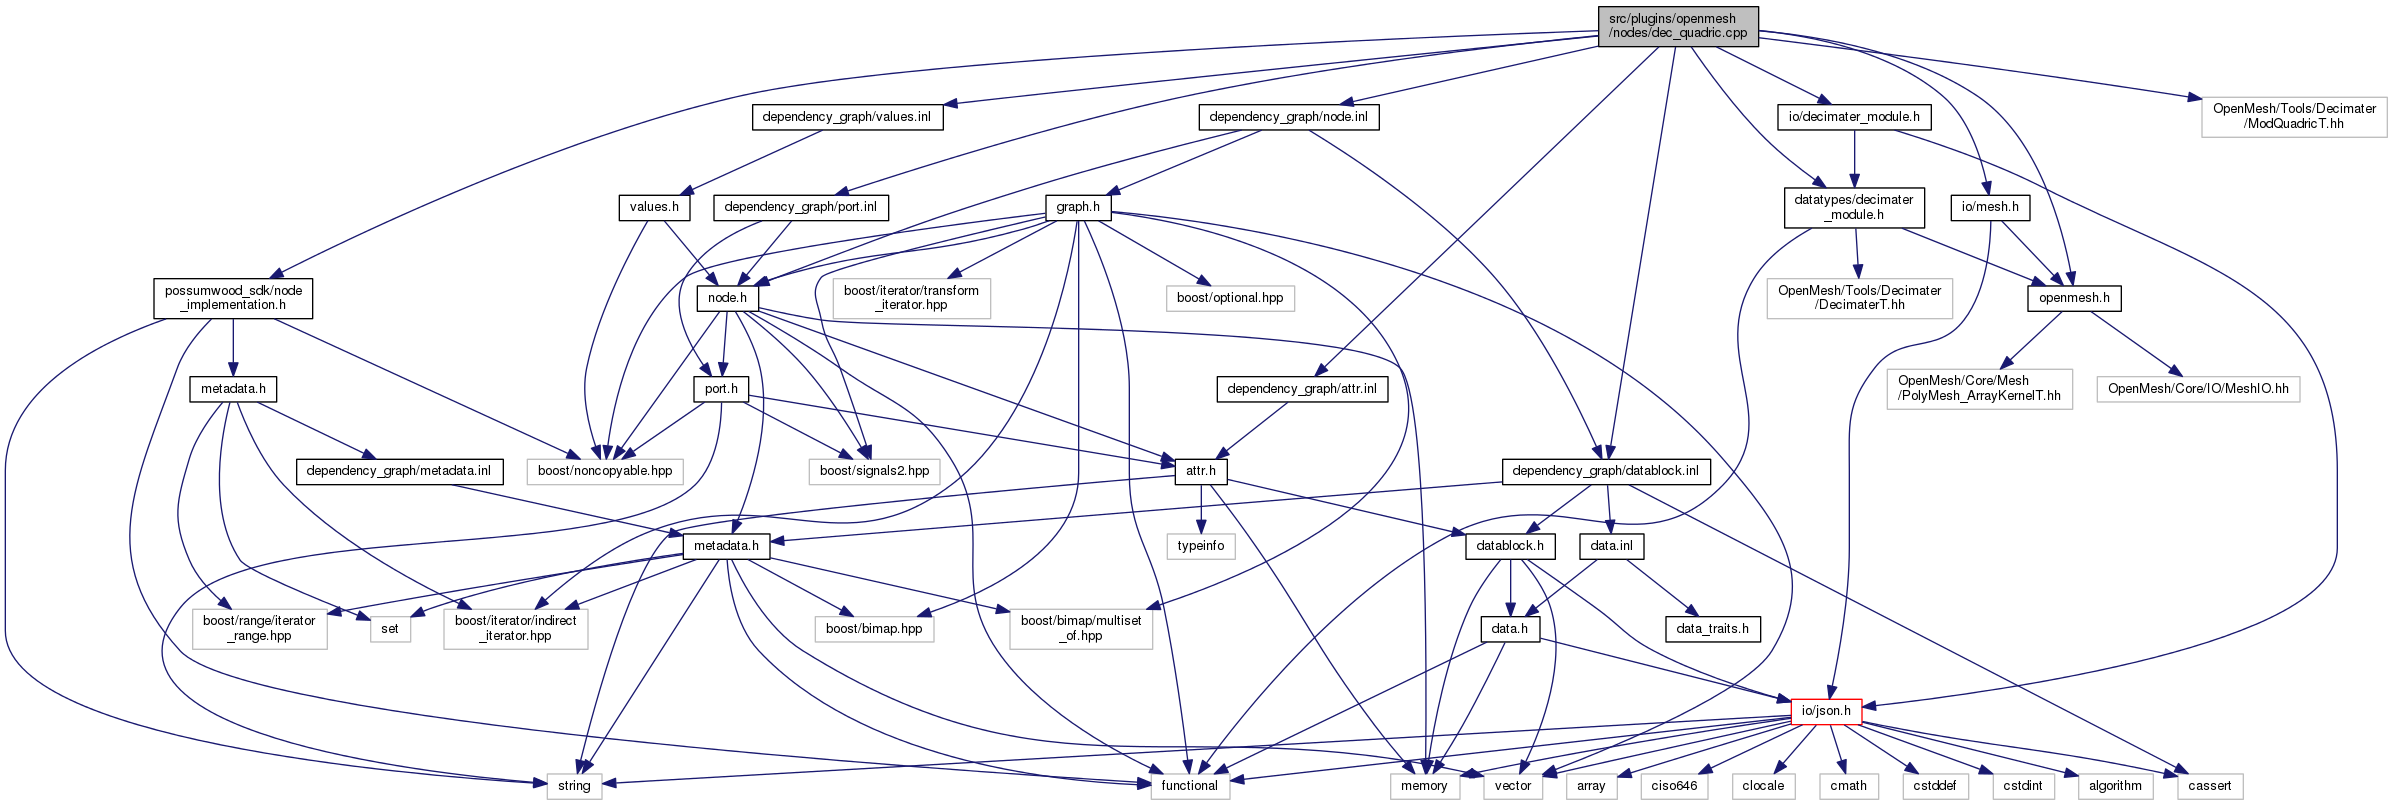 src/plugins/openmesh
/nodes/dec_quadric.cpp
dependency_graph/values.inl
dependency_graph/node.inl
io/decimater_module.h
OpenMesh/Tools/Decimater
/ModQuadricT.hh
values.h
dependency_graph/port.inl
graph.h
datatypes/decimater
_module.h
io/mesh.h
possumwood_sdk/node
_implementation.h
node.h
boost/iterator/transform
_iterator.hpp
boost/optional.hpp
OpenMesh/Tools/Decimater
/DecimaterT.hh
openmesh.h
metadata.h
port.h
dependency_graph/attr.inl
OpenMesh/Core/Mesh
/PolyMesh_ArrayKernelT.hh
OpenMesh/Core/IO/MeshIO.hh
dependency_graph/metadata.inl
boost/noncopyable.hpp
boost/signals2.hpp
attr.h
dependency_graph/datablock.inl
metadata.h
typeinfo
datablock.h
data.inl
boost/range/iterator
_range.hpp
set
boost/iterator/indirect
_iterator.hpp
boost/bimap.hpp
boost/bimap/multiset
_of.hpp
data.h
data_traits.h
io/json.h
string
functional
memory
vector
array
ciso646
clocale
cmath
cstddef
cstdint
algorithm
cassert